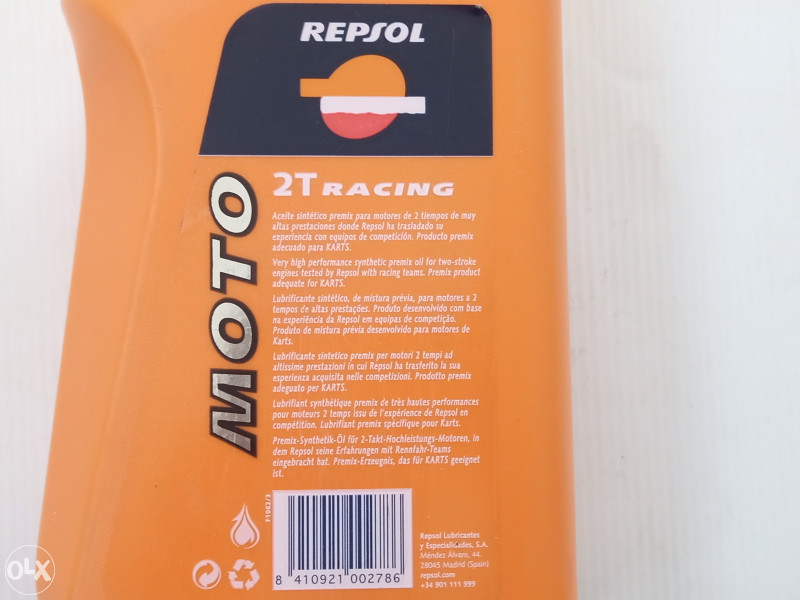 REPSOL
MOTO
2T RACING
Aceite sintético premix para motores de 2 tiempos de muy
altas prestaciones donde Repsol ha trasladado su
experiencia con equipos de competición. Producto premix
adecuado para KARTS.
Very high performance synthetic premix oil for two-stroke
engines tested by Repsol with racing teams. Premix product
adequate for KARTS.
Lubrificante sintético, de mistura prévia, para motores a 2
tempos de altas prestações. Produto desenvolvido com base
na experiência da Repsol em equipas de competição.
Produto de mistura prévia desenvolvido para motores de
Karts.
Lubrificante sintetico premix per motori 2 tempi ad
altissime prestazioni in cui Repsol ha trasferito la sua
esperienza acquisita nelle competizioni. Prodotto premix
adeguato per KARTS.
Lubrifiant synthétique premix de très haules performances
pour moteurs 2 temps issu de l'expérience de Repsol en
compétition. Lubrifiant premix spécifique pour Karts.
Premix-Synthetik-Öl für 2-Takt-Hochleistungs-Motoren, in
dem Repsol seine Erfahrungen mit Rennfahr-Teams
eingebracht hat. Premix-Erzeugnis, das für KARTS geeignet
ist.
F1042/3
8 410921 002786
Repsol Lubricantes
y Especialidades, S.A.
Méndez Álvaro, 44.
28045 Madrid (Spain)
repsol.com
+34 901 111 999
OLX